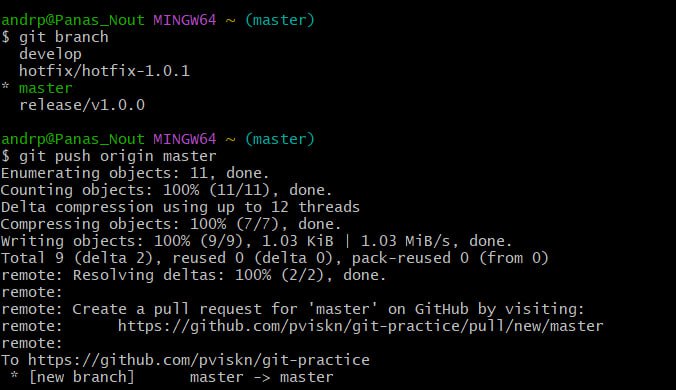 andrp@Panas_Nout MINGW64 ~ (master)
$ git branch
  develop
  hotfix/hotfix-1.0.1
* master
  release/v1.0.0

andrp@Panas_Nout MINGW64 ~ (master)
$ git push origin master
Enumerating objects: 11, done.
Counting objects: 100% (11/11), done.
Delta compression using up to 12 threads
Compressing objects: 100% (7/7), done.
Writing objects: 100% (9/9), 1.03 KiB | 1.03 MiB/s, done.
Total 9 (delta 2), reused 0 (delta 0), pack-reused 0 (from 0)
remote: Resolving deltas: 100% (2/2), done.
remote:
remote: Create a pull request for 'master' on GitHub by visiting:
remote:      https://github.com/pviskn/git-practice/pull/new/master
remote:
To https://github.com/pviskn/git-practice
 * [new branch]      master -> master